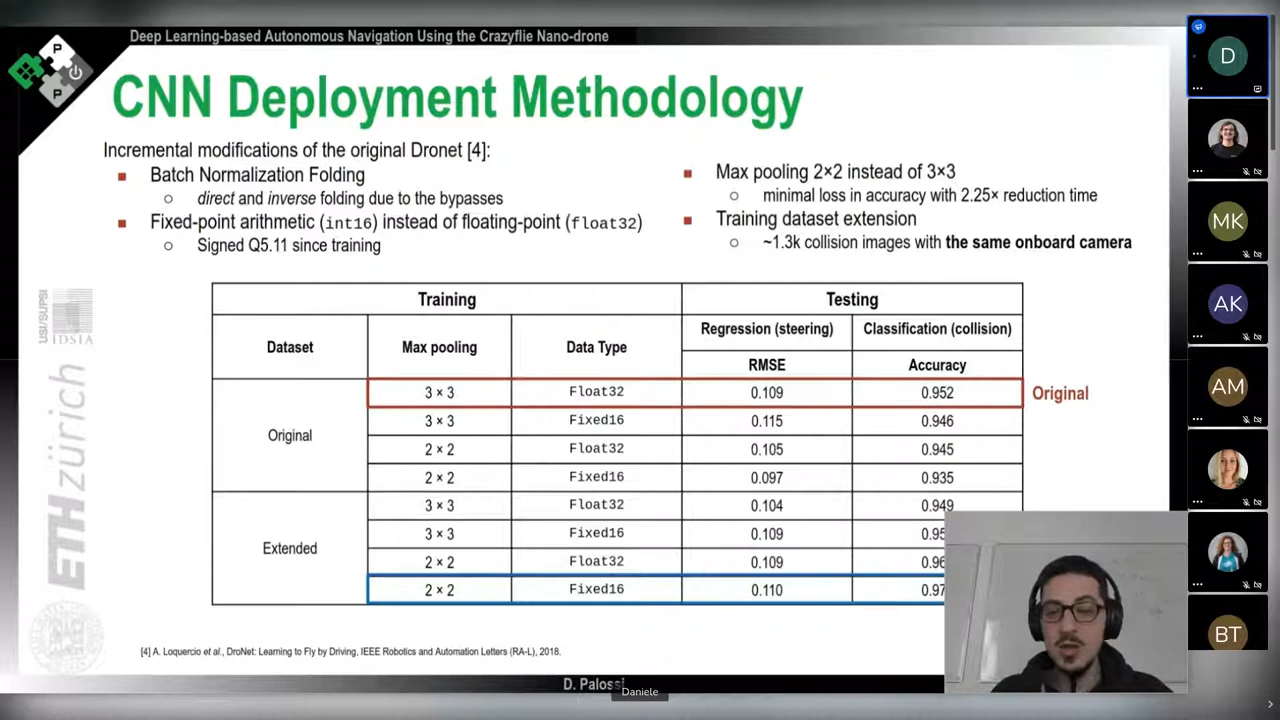 Deep Learning-based Autonomous Navigation Using the Crazyflie Nano-drone
CNN Deployment Methodology
Incremental modifications of the original Dronet [4]:
Batch Normalization Folding
direct and inverse folding due to the bypasses
Fixed-point arithmetic (int16) instead of floating-point (float32)
Signed Q5.11 since training
Max pooling 2×2 instead of 3×3
minimal loss in accuracy with 2.25× reduction time
Training dataset extension
~1.3k collision images with the same onboard camera
Training Testing
Dataset Max pooling Data Type Regression (steering) Classification (collision)
RMSE Accuracy
Original 3 × 3 Float32 0.109 0.952 Original
3 × 3 Fixed16 0.115 0.946
2 × 2 Float32 0.105 0.945
2 × 2 Fixed16 0.097 0.935
Extended 3 × 3 Float32 0.104 0.949
3 × 3 Fixed16 0.109
2 × 2 Float32 0.109
2 × 2 Fixed16 0.110
[4] A. Loquercio et al., DroNet: Learning to Fly by Driving, IEEE Robotics and Automation Letters (RA-L), 2018.
D. Palossi
Daniele
USI/SUPSI
IDSIA
ETH zürich
P
P
D
MK
AK
AM
BT